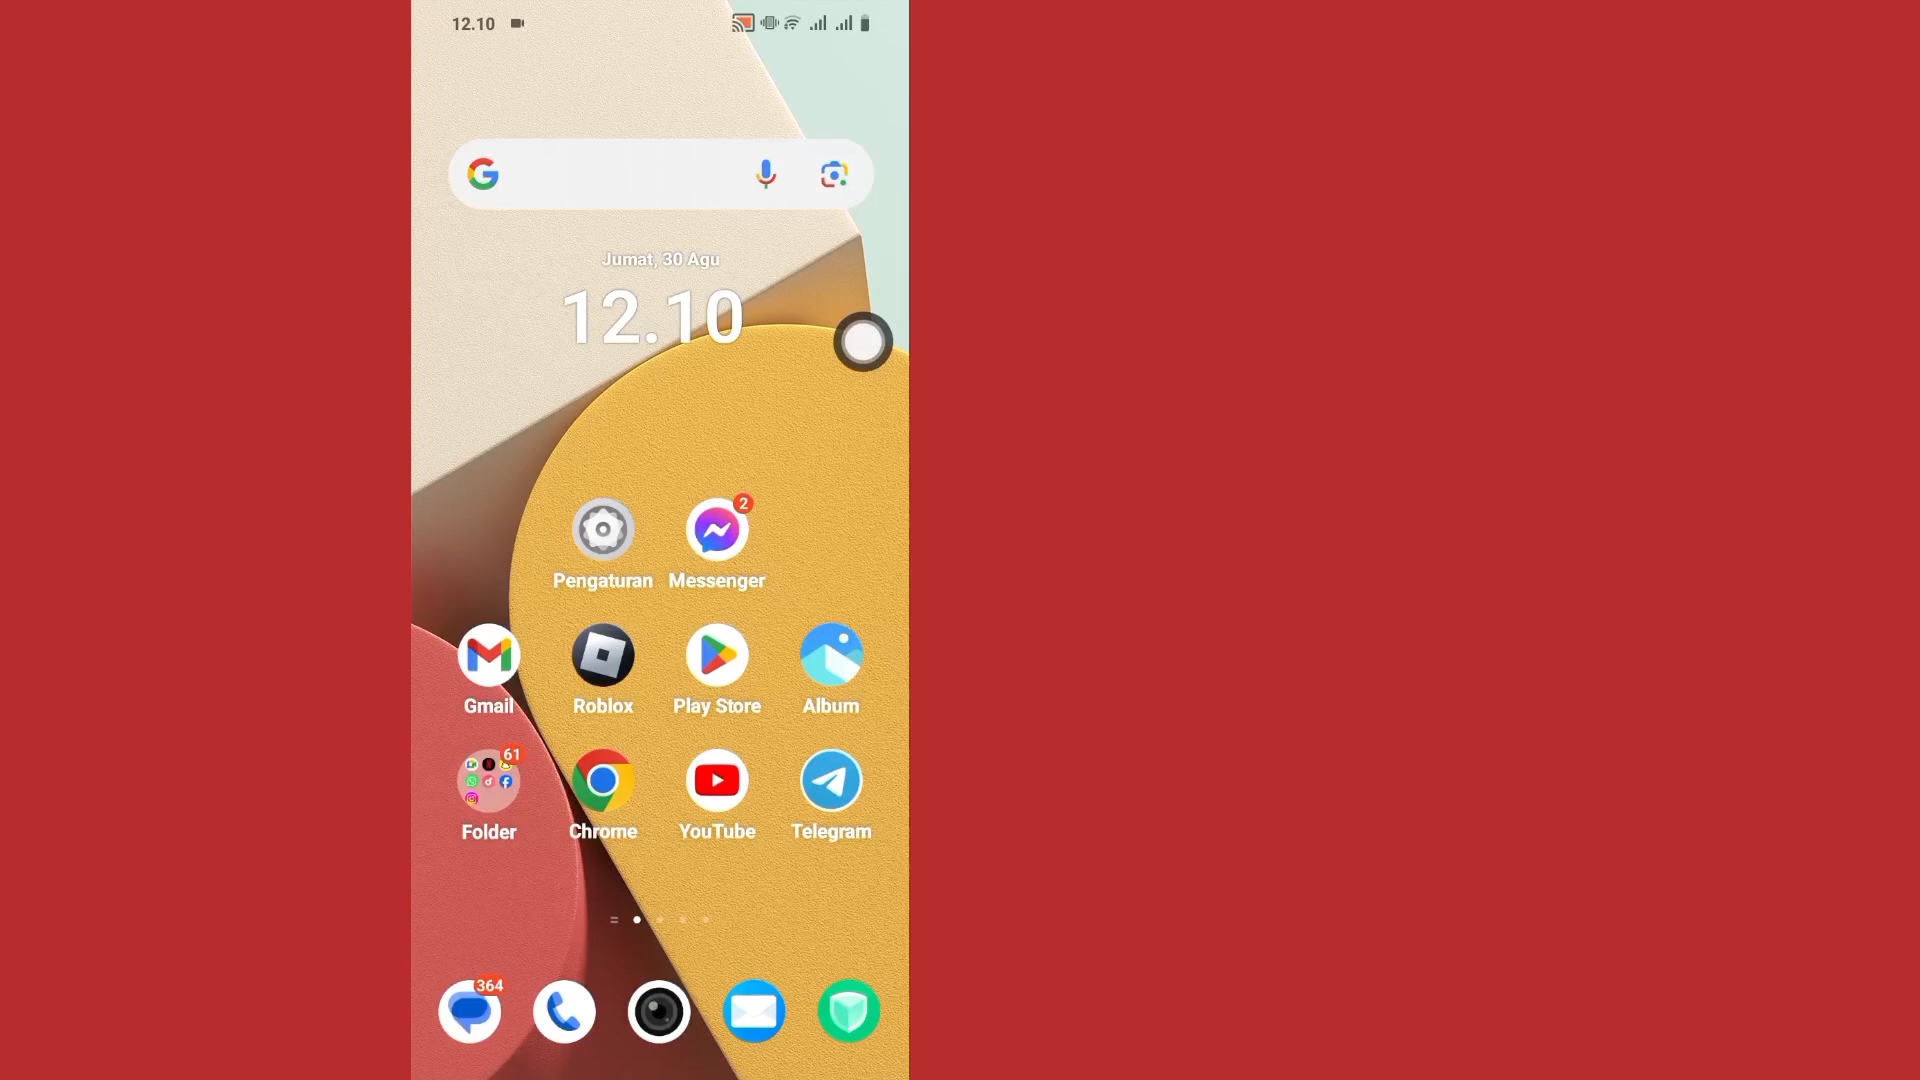 12.10
Jumat, 30 Agu
12.10
2
Pengaturan Messenger
Gmail Roblox Play Store Album
61
Folder Chrome YouTube Telegram
364